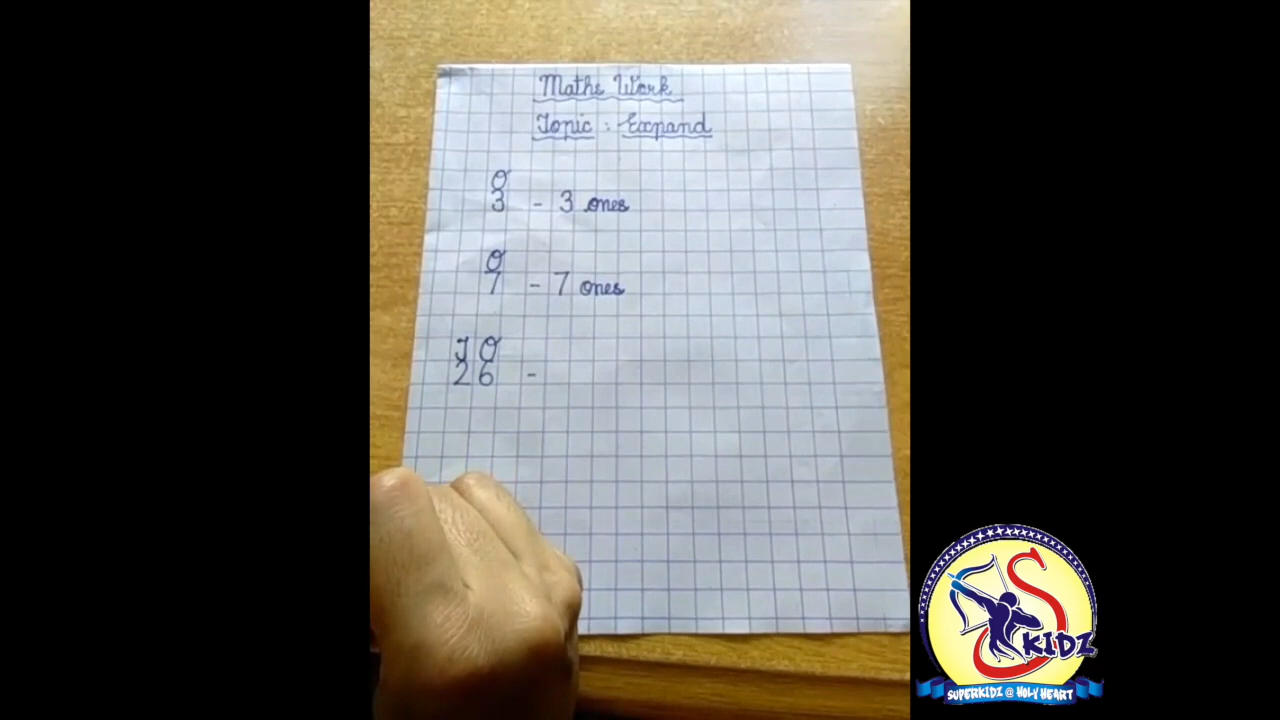 Maths Work
Topic : Expand
O
3 - 3 ones
O
7 - 7 ones
T O
2 6 -
S
KIDZ
SUPERKIDZ @ HOLY HEART